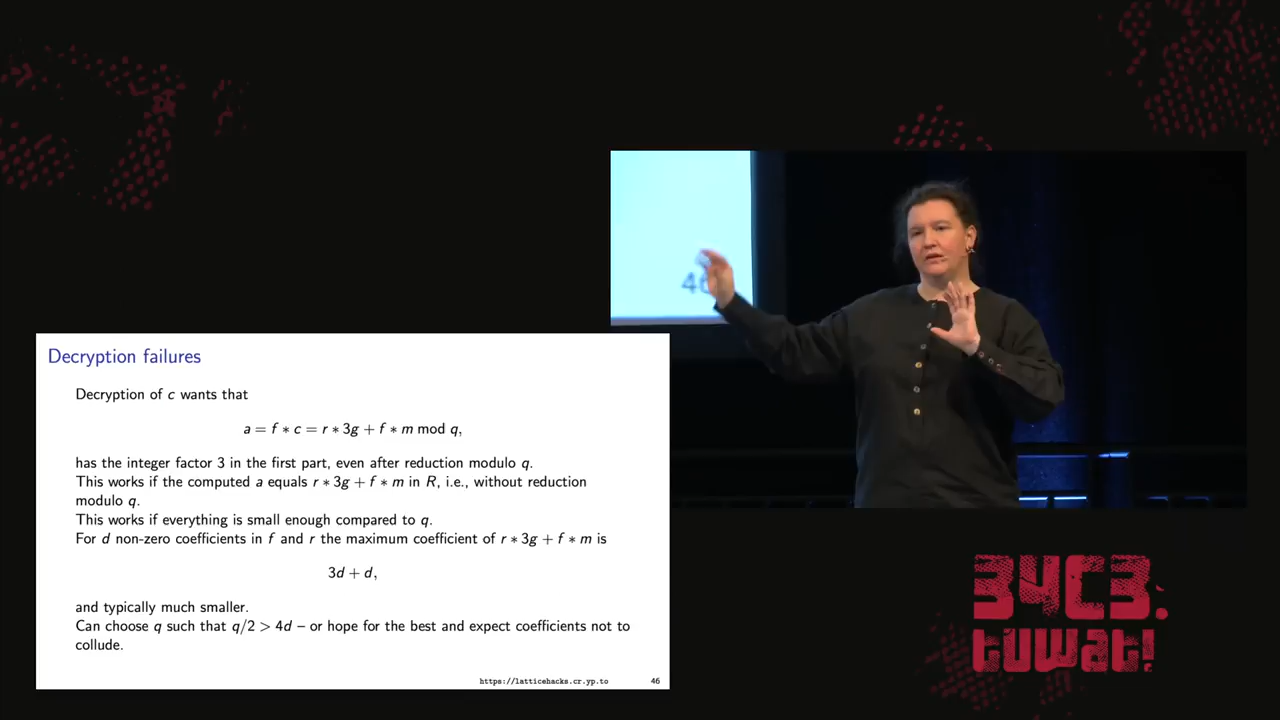 Decryption failures
Decryption of c wants that
a = f ∗ c = r ∗ 3g + f ∗ m mod q,
has the integer factor 3 in the first part, even after reduction modulo q.
This works if the computed a equals r ∗ 3g + f ∗ m in R, i.e., without reduction
modulo q.
This works if everything is small enough compared to q.
For d non-zero coefficients in f and r the maximum coefficient of r ∗ 3g + f ∗ m is
3d + d,
and typically much smaller.
Can choose q such that q/2 > 4d – or hope for the best and expect coefficients not to
collude.
https://latticehacks.cr.yp.to 46
34C3.
tuwat!